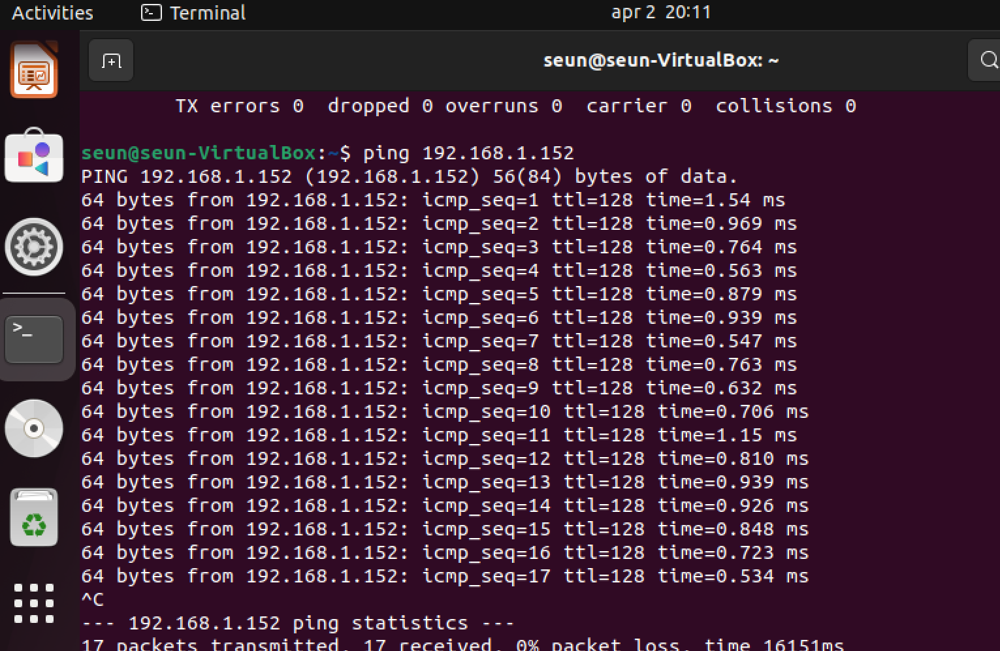 Activities
Terminal
apr 2 20:11
seun@seun-VirtualBox: ~
TX errors 0  dropped 0 overruns 0  carrier 0  collisions 0
seun@seun-VirtualBox:~$ ping 192.168.1.152
PING 192.168.1.152 (192.168.1.152) 56(84) bytes of data.
64 bytes from 192.168.1.152: icmp_seq=1 ttl=128 time=1.54 ms
64 bytes from 192.168.1.152: icmp_seq=2 ttl=128 time=0.969 ms
64 bytes from 192.168.1.152: icmp_seq=3 ttl=128 time=0.764 ms
64 bytes from 192.168.1.152: icmp_seq=4 ttl=128 time=0.563 ms
64 bytes from 192.168.1.152: icmp_seq=5 ttl=128 time=0.879 ms
64 bytes from 192.168.1.152: icmp_seq=6 ttl=128 time=0.939 ms
64 bytes from 192.168.1.152: icmp_seq=7 ttl=128 time=0.547 ms
64 bytes from 192.168.1.152: icmp_seq=8 ttl=128 time=0.763 ms
64 bytes from 192.168.1.152: icmp_seq=9 ttl=128 time=0.632 ms
64 bytes from 192.168.1.152: icmp_seq=10 ttl=128 time=0.706 ms
64 bytes from 192.168.1.152: icmp_seq=11 ttl=128 time=1.15 ms
64 bytes from 192.168.1.152: icmp_seq=12 ttl=128 time=0.810 ms
64 bytes from 192.168.1.152: icmp_seq=13 ttl=128 time=0.939 ms
64 bytes from 192.168.1.152: icmp_seq=14 ttl=128 time=0.926 ms
64 bytes from 192.168.1.152: icmp_seq=15 ttl=128 time=0.848 ms
64 bytes from 192.168.1.152: icmp_seq=16 ttl=128 time=0.723 ms
64 bytes from 192.168.1.152: icmp_seq=17 ttl=128 time=0.534 ms
^C
--- 192.168.1.152 ping statistics ---
17 packets transmitted, 17 received, 0% packet loss, time 16151ms